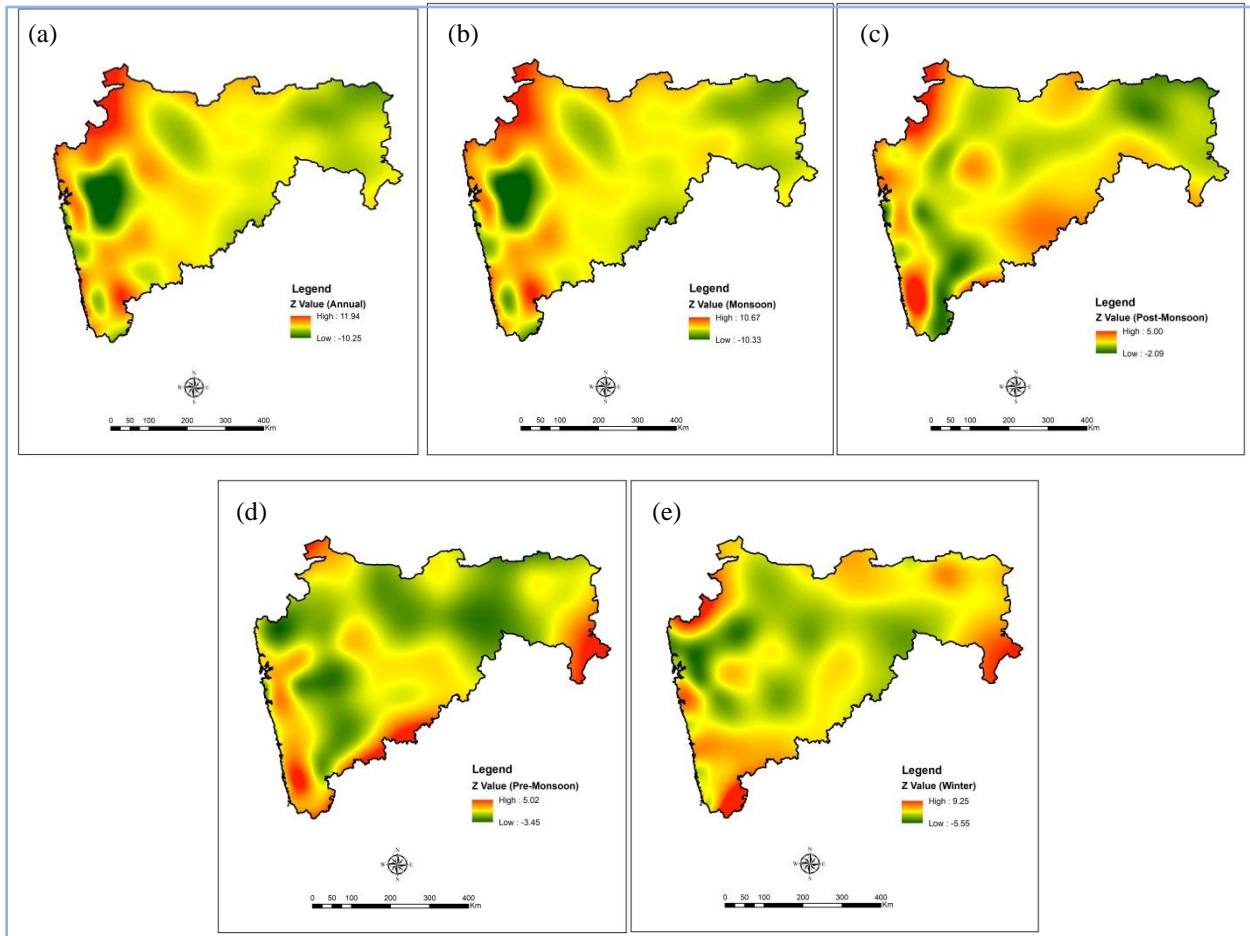 (a)
Legend
Z Value (Annual)
High : 11.94
Low : -10.25
N
W E
S
0 50 100 200 300 400
Km
(b)
Legend
Z Value (Monsoon)
High : 10.67
Low : -10.33
N
W E
S
0 50 100 200 300 400
Km
(c)
Legend
Z Value (Post-Monsoon)
High : 5.00
Low : -2.09
N
W E
S
0 50 100 200 300 400
Km
(d)
Legend
Z Value (Pre-Monsoon)
High : 5.02
Low : -3.45
N
W E
S
0 50 100 200 300 400
Km
(e)
Legend
Z Value (Winter)
High : 9.25
Low : -5.55
N
W E
S
0 50 100 200 300 400
Km